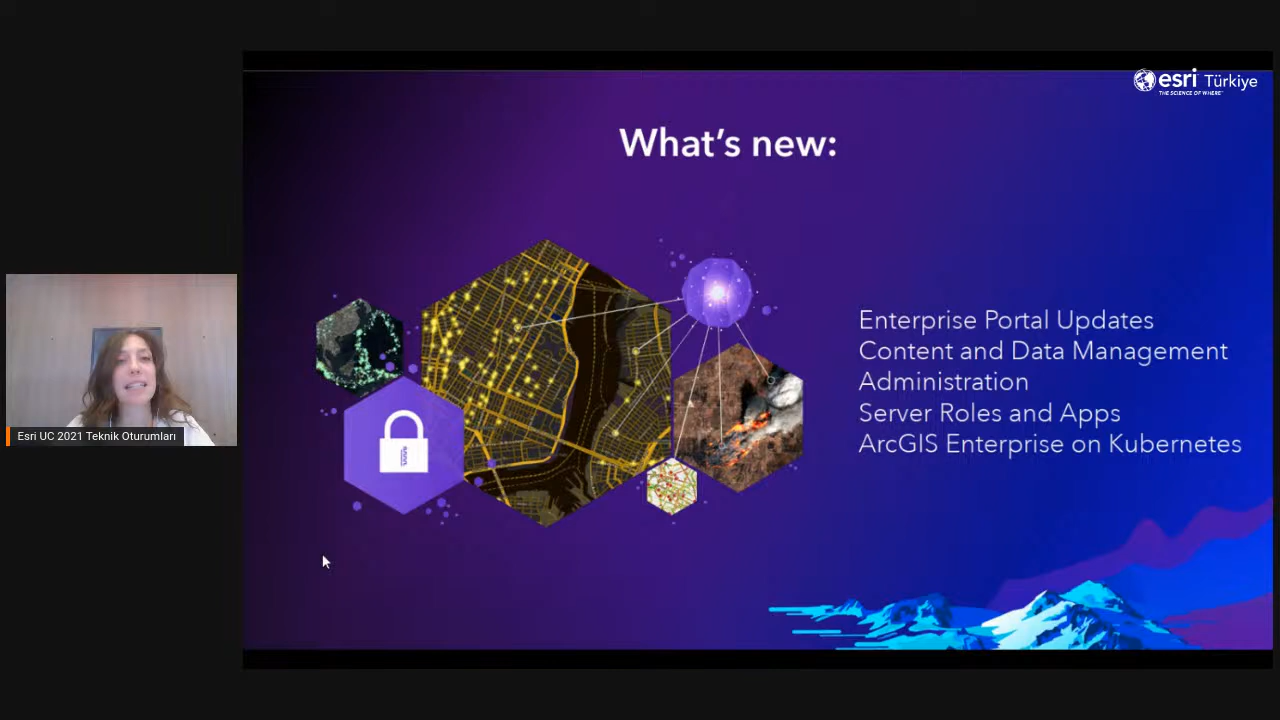 esri Türkiye
THE SCIENCE OF WHERE
What's new:
Enterprise Portal Updates
Content and Data Management
Administration
Server Roles and Apps
ArcGIS Enterprise on Kubernetes
Esri UC 2021 Teknik Oturumları